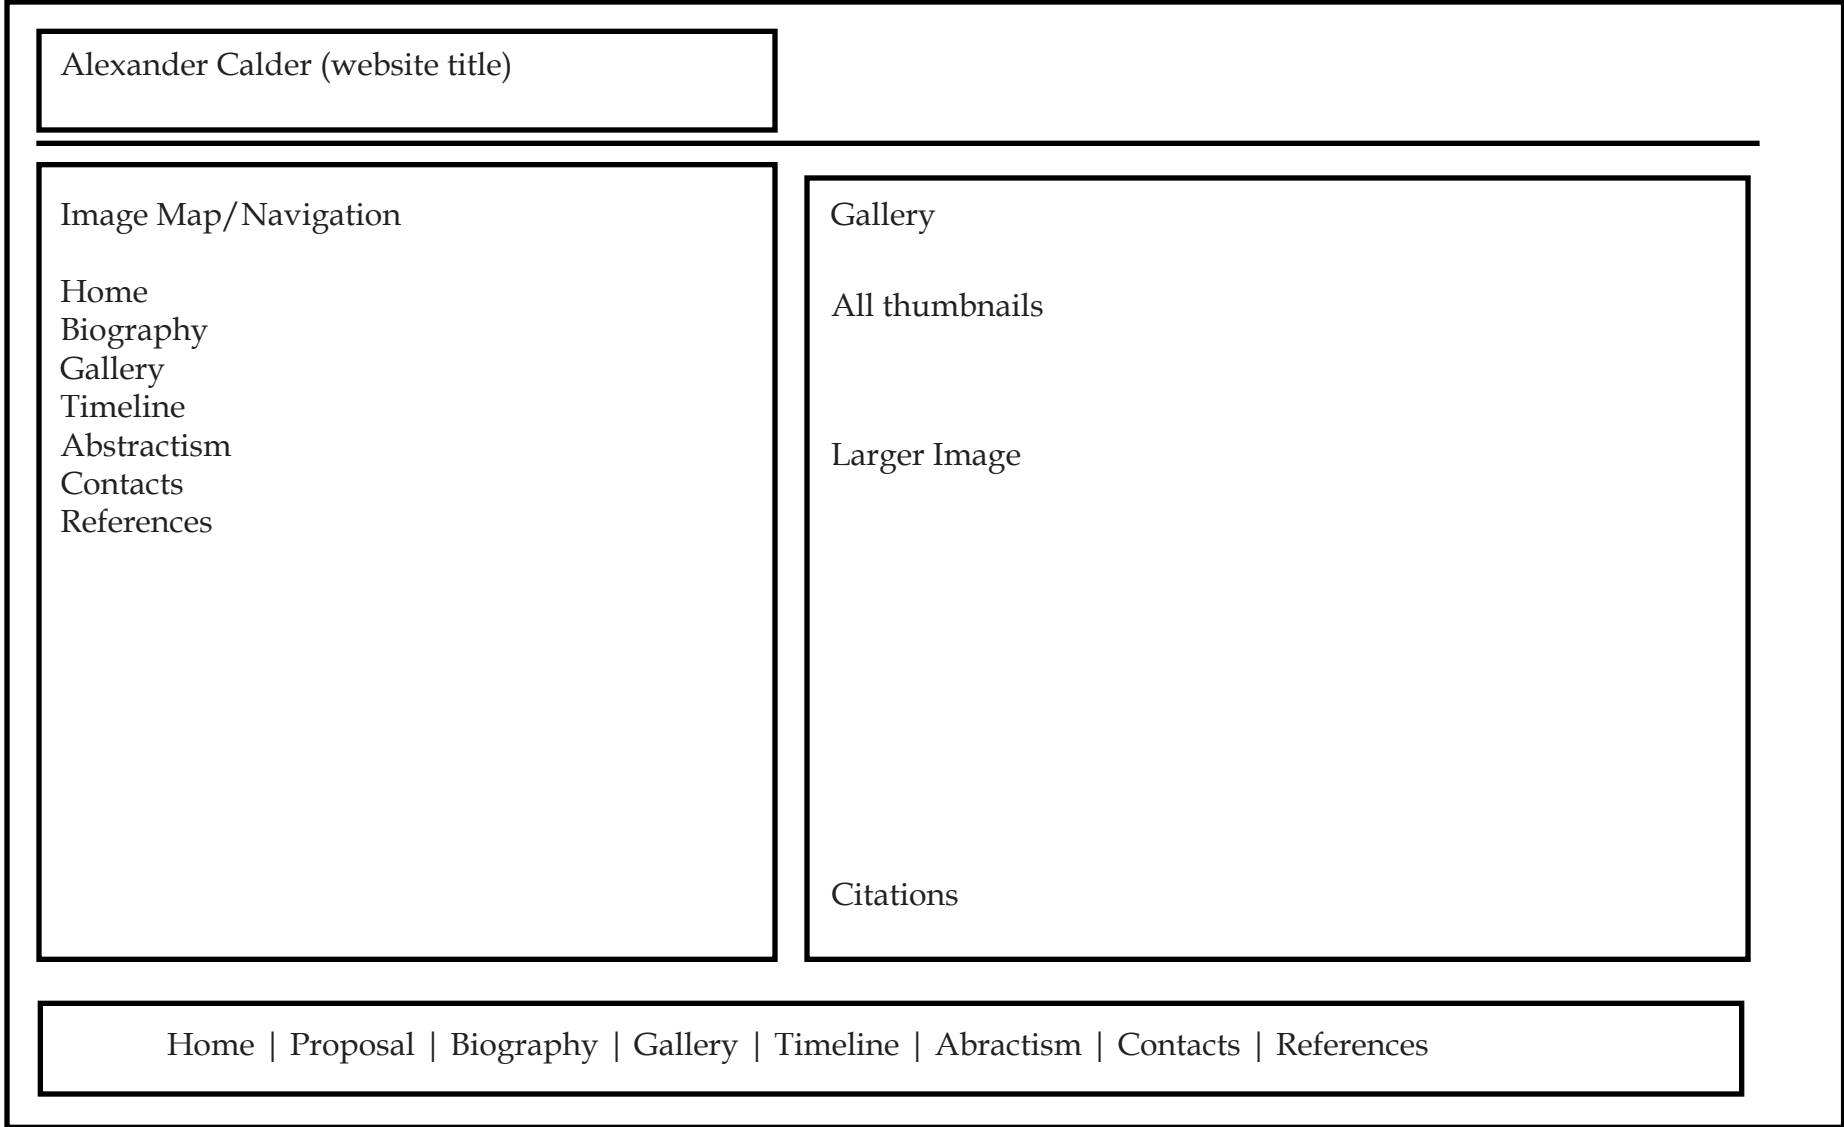 Alexander Calder (website title)
Image Map/Navigation
Home
Biography
Gallery
Timeline
Abstractism
Contacts
References
Gallery
All thumbnails
Larger Image
Citations
Home | Proposal | Biography | Gallery | Timeline | Abractism | Contacts | References